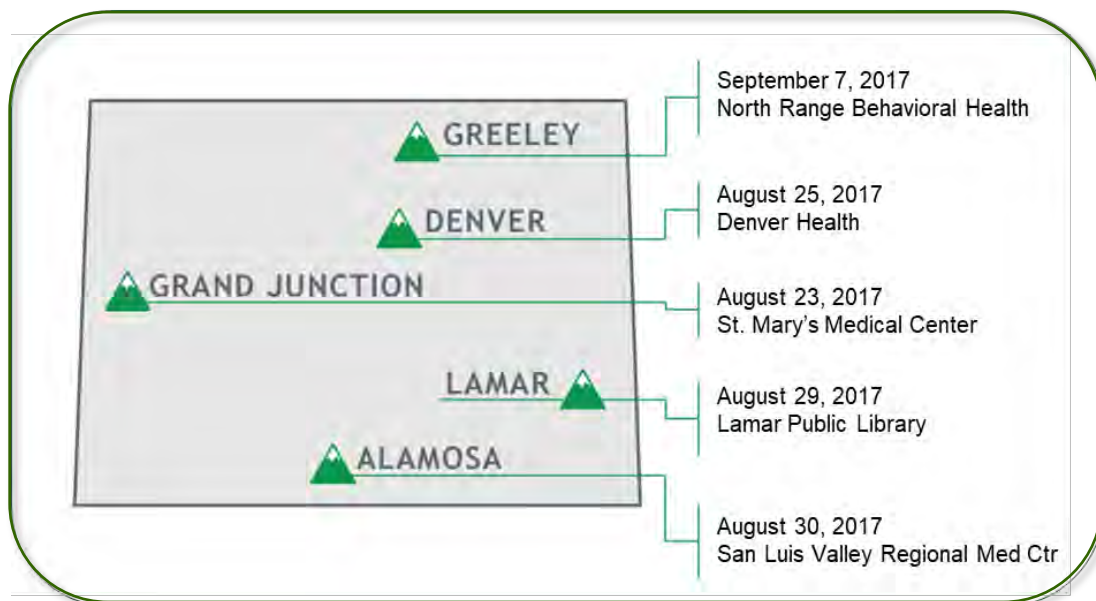 GREELEY
September 7, 2017
North Range Behavioral Health
DENVER
August 25, 2017
Denver Health
GRAND JUNCTION
August 23, 2017
St. Mary's Medical Center
LAMAR
August 29, 2017
Lamar Public Library
ALAMOSA
August 30, 2017
San Luis Valley Regional Med Ctr